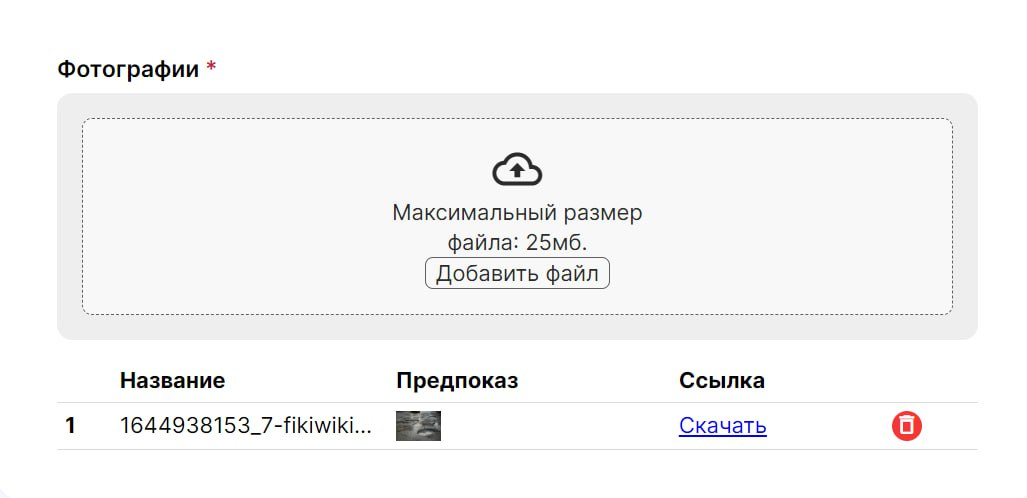 Фотографии *
Максимальный размер
файла: 25мб.
Добавить файл
Название Предпоказ Ссылка
1 1644938153_7-fikiwiki... Скачать